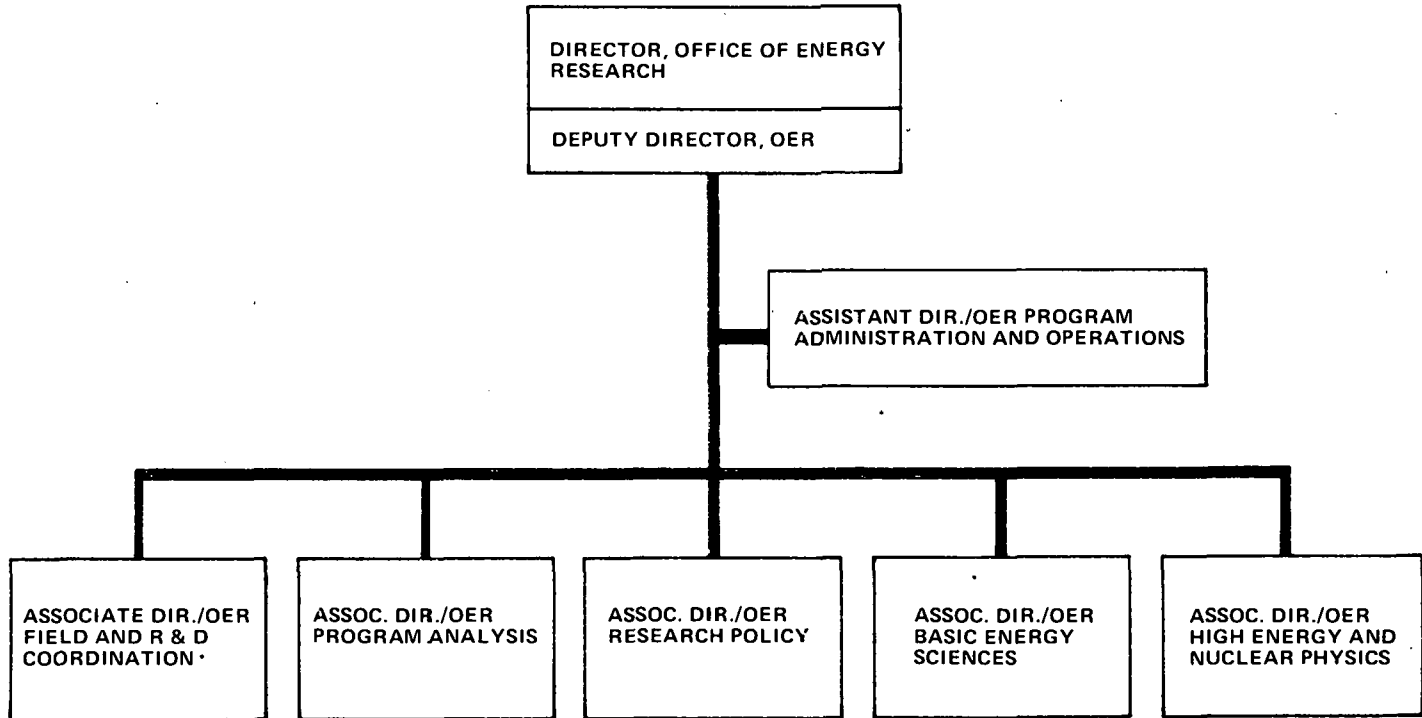 DIRECTOR, OFFICE OF ENERGY
RESEARCH
DEPUTY DIRECTOR, OER
ASSISTANT DIR./OER PROGRAM
ADMINISTRATION AND OPERATIONS
ASSOCIATE DIR./OER
FIELD AND R & D
COORDINATION
ASSOC. DIR./OER
PROGRAM ANALYSIS
ASSOC. DIR./OER
RESEARCH POLICY
ASSOC. DIR./OER
BASIC ENERGY
SCIENCES
ASSOC. DIR./OER
HIGH ENERGY AND
NUCLEAR PHYSICS